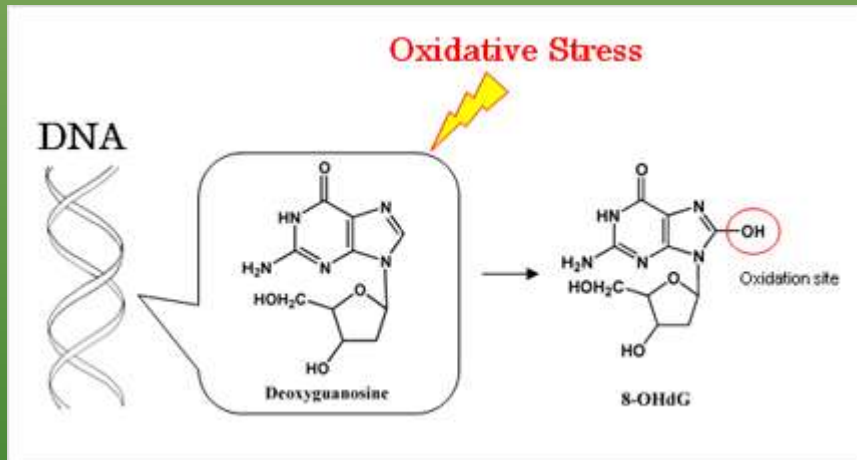 Oxidative Stress
DNA
O
HN
N
H₂N
N
N
O
HOH₂C
HO
Deoxyguanosine
O
HN
N
OH
H₂N
N
N
Oxidation site
O
HOH₂C
HO
8-OHdG